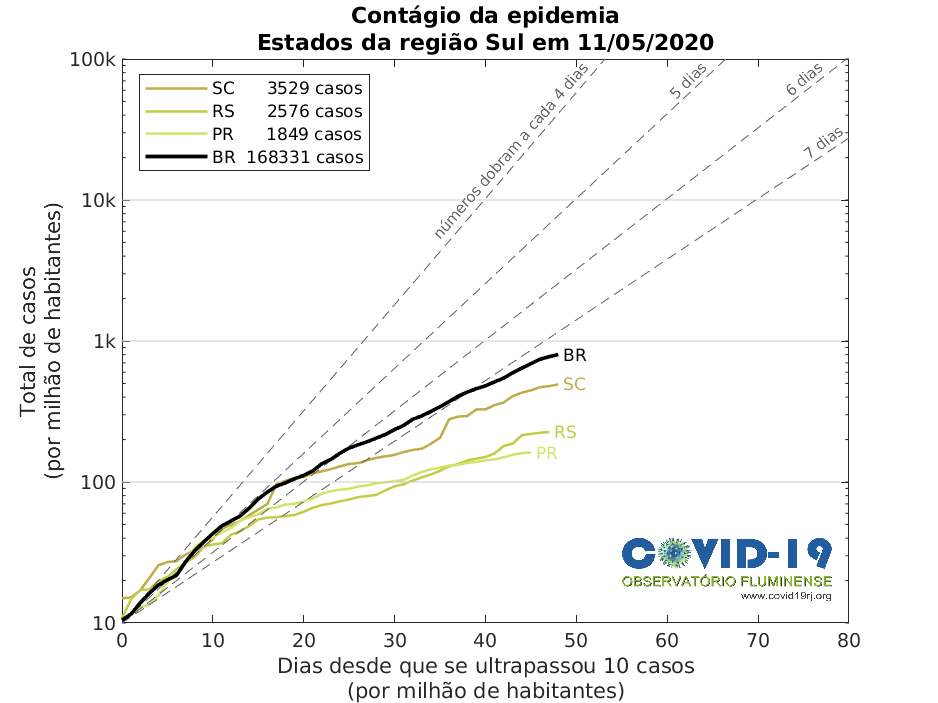 Contágio da epidemia
Estados da região Sul em 11/05/2020
100k
10k
1k
100
10
SC 3529 casos
RS 2576 casos
PR 1849 casos
BR 168331 casos
números dobram a cada 4 dias
5 dias
6 dias
7 dias
BR
SC
RS
PR
Total de casos
(por milhão de habitantes)
COVID-19
OBSERVATÓRIO FLUMINENSE
www.covid19rj.org
0 10 20 30 40 50 60 70 80
Dias desde que se ultrapassou 10 casos
(por milhão de habitantes)